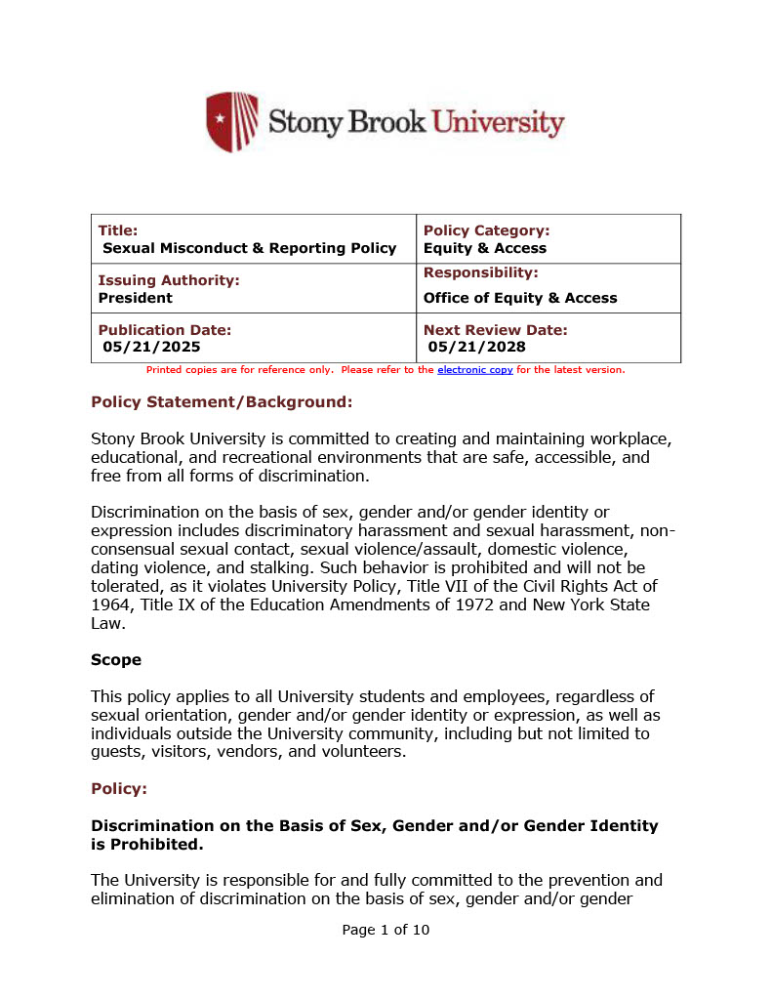 Stony Brook University
Title:
Sexual Misconduct & Reporting Policy
Policy Category:
Equity & Access
Issuing Authority:
President
Responsibility:
Office of Equity & Access
Publication Date:
05/21/2025
Next Review Date:
05/21/2028
Printed copies are for reference only.  Please refer to the electronic copy for the latest version.
Policy Statement/Background:
Stony Brook University is committed to creating and maintaining workplace,
educational, and recreational environments that are safe, accessible, and
free from all forms of discrimination.
Discrimination on the basis of sex, gender and/or gender identity or
expression includes discriminatory harassment and sexual harassment, non-
consensual sexual contact, sexual violence/assault, domestic violence,
dating violence, and stalking. Such behavior is prohibited and will not be
tolerated, as it violates University Policy, Title VII of the Civil Rights Act of
1964, Title IX of the Education Amendments of 1972 and New York State
Law.
Scope
This policy applies to all University students and employees, regardless of
sexual orientation, gender and/or gender identity or expression, as well as
individuals outside the University community, including but not limited to
guests, visitors, vendors, and volunteers.
Policy:
Discrimination on the Basis of Sex, Gender and/or Gender Identity
is Prohibited.
The University is responsible for and fully committed to the prevention and
elimination of discrimination on the basis of sex, gender and/or gender
Page 1 of 10